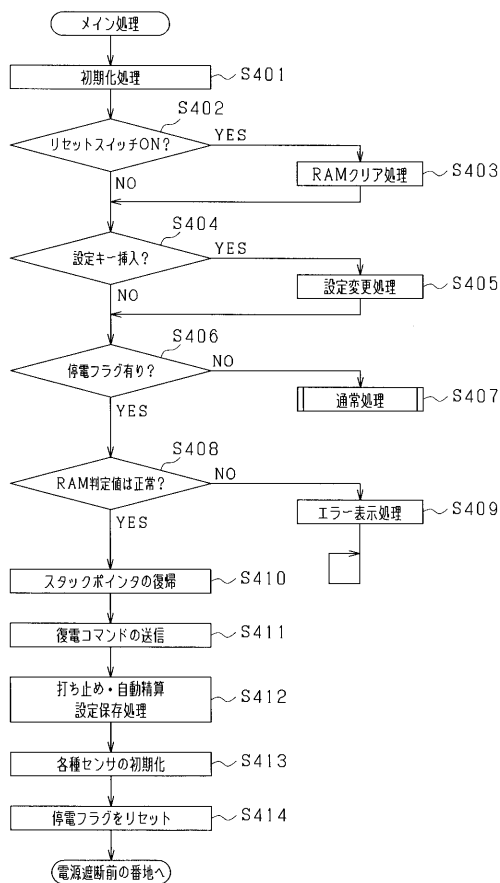 メイン処理
初期化処理
S401
S402
リセットスイッチON?
YES
NO
RAMクリア処理
S403
S404
設定キー挿入?
YES
NO
設定変更処理
S405
S406
停電フラグ有り?
NO
YES
通常処理
S407
S408
RAM判定値は正常?
NO
YES
エラー表示処理
S409
スタックポインタの復帰
S410
復電コマンドの送信
S411
打ち止め・自動精算
設定保存処理
S412
各種センサの初期化
S413
停電フラグをリセット
S414
電源遮断前の番地へ